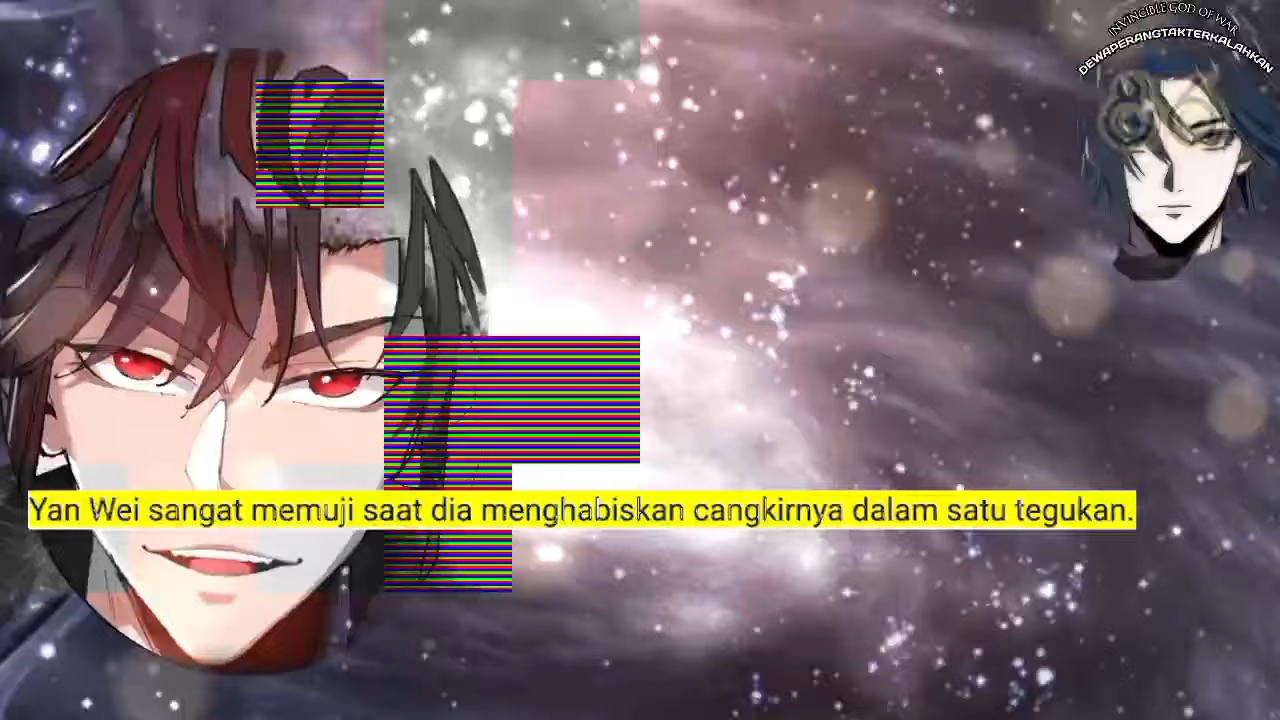 INVINCIBLE GOD OF WAR
DEWAPERANGTAKTERKALAHKAN
Yan Wei sangat memuji saat dia menghabiskan cangkirnya dalam satu tegukan.